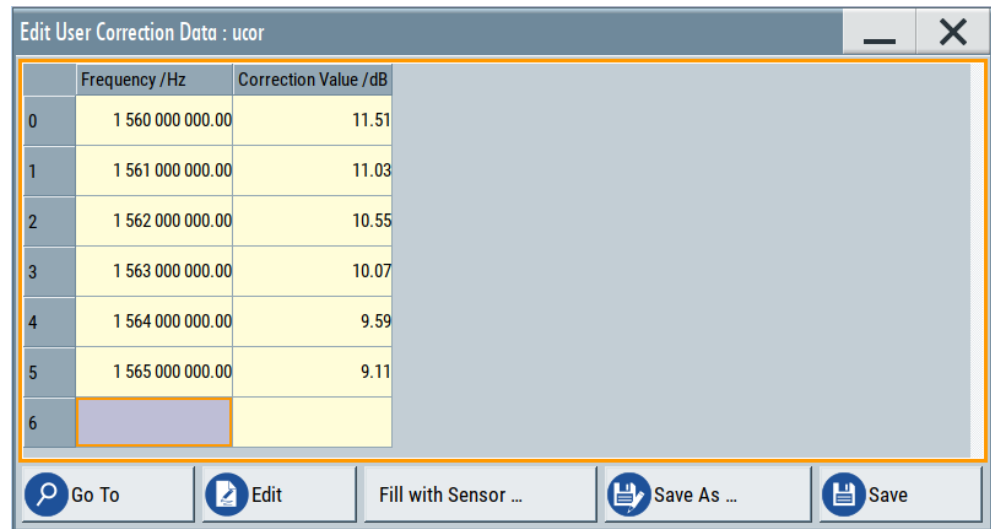 Edit User Correction Data : ucor
Frequency /Hz Correction Value /dB
0 1 560 000 000.00 11.51
1 1 561 000 000.00 11.03
2 1 562 000 000.00 10.55
3 1 563 000 000.00 10.07
4 1 564 000 000.00 9.59
5 1 565 000 000.00 9.11
6
Go To Edit Fill with Sensor ... Save As ... Save